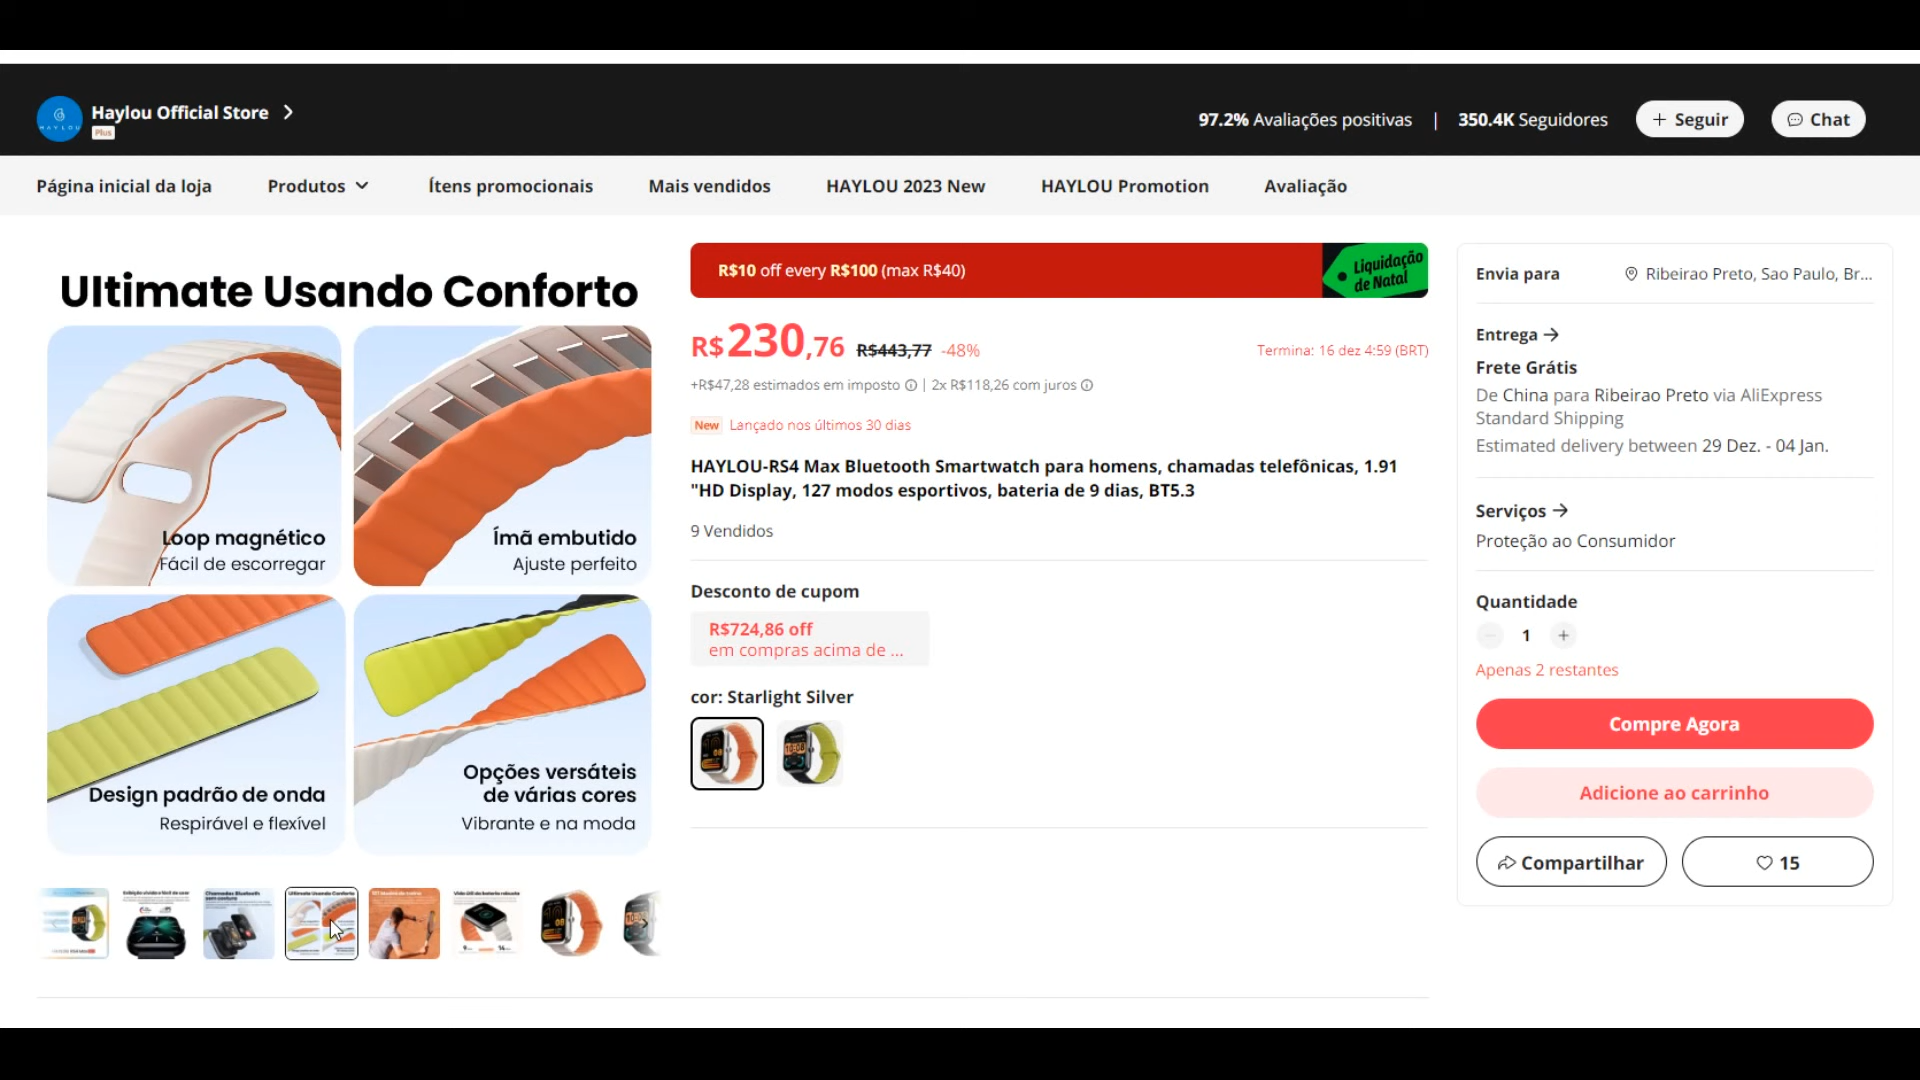 Haylou Official Store
Plus
HAYLOU
97.2% Avaliações positivas | 350.4K Seguidores
+ Seguir
Chat
Página inicial da loja
Produtos
Ítens promocionais
Mais vendidos
HAYLOU 2023 New
HAYLOU Promotion
Avaliação
Ultimate Usando Conforto
Loop magnético
Fácil de escorregar
Ímã embutido
Ajuste perfeito
Design padrão de onda
Respirável e flexível
Opções versáteis
de várias cores
Vibrante e na moda
R$10 off every R$100 (max R$40)
Liquidação
de Natal
R$230,76 R$443,77 -48%
Termina: 16 dez 4:59 (BRT)
+R$47,28 estimados em imposto | 2x R$118,26 com juros
New Lançado nos últimos 30 dias
HAYLOU-RS4 Max Bluetooth Smartwatch para homens, chamadas telefônicas, 1.91
"HD Display, 127 modos esportivos, bateria de 9 dias, BT5.3
9 Vendidos
Desconto de cupom
R$724,86 off
em compras acima de ...
cor: Starlight Silver
Envia para
Ribeirao Preto, Sao Paulo, Br...
Entrega
Frete Grátis
De China para Ribeirao Preto via AliExpress
Standard Shipping
Estimated delivery between 29 Dez. - 04 Jan.
Serviços
Proteção ao Consumidor
Quantidade
1 +
Apenas 2 restantes
Compre Agora
Adicione ao carrinho
Compartilhar
15